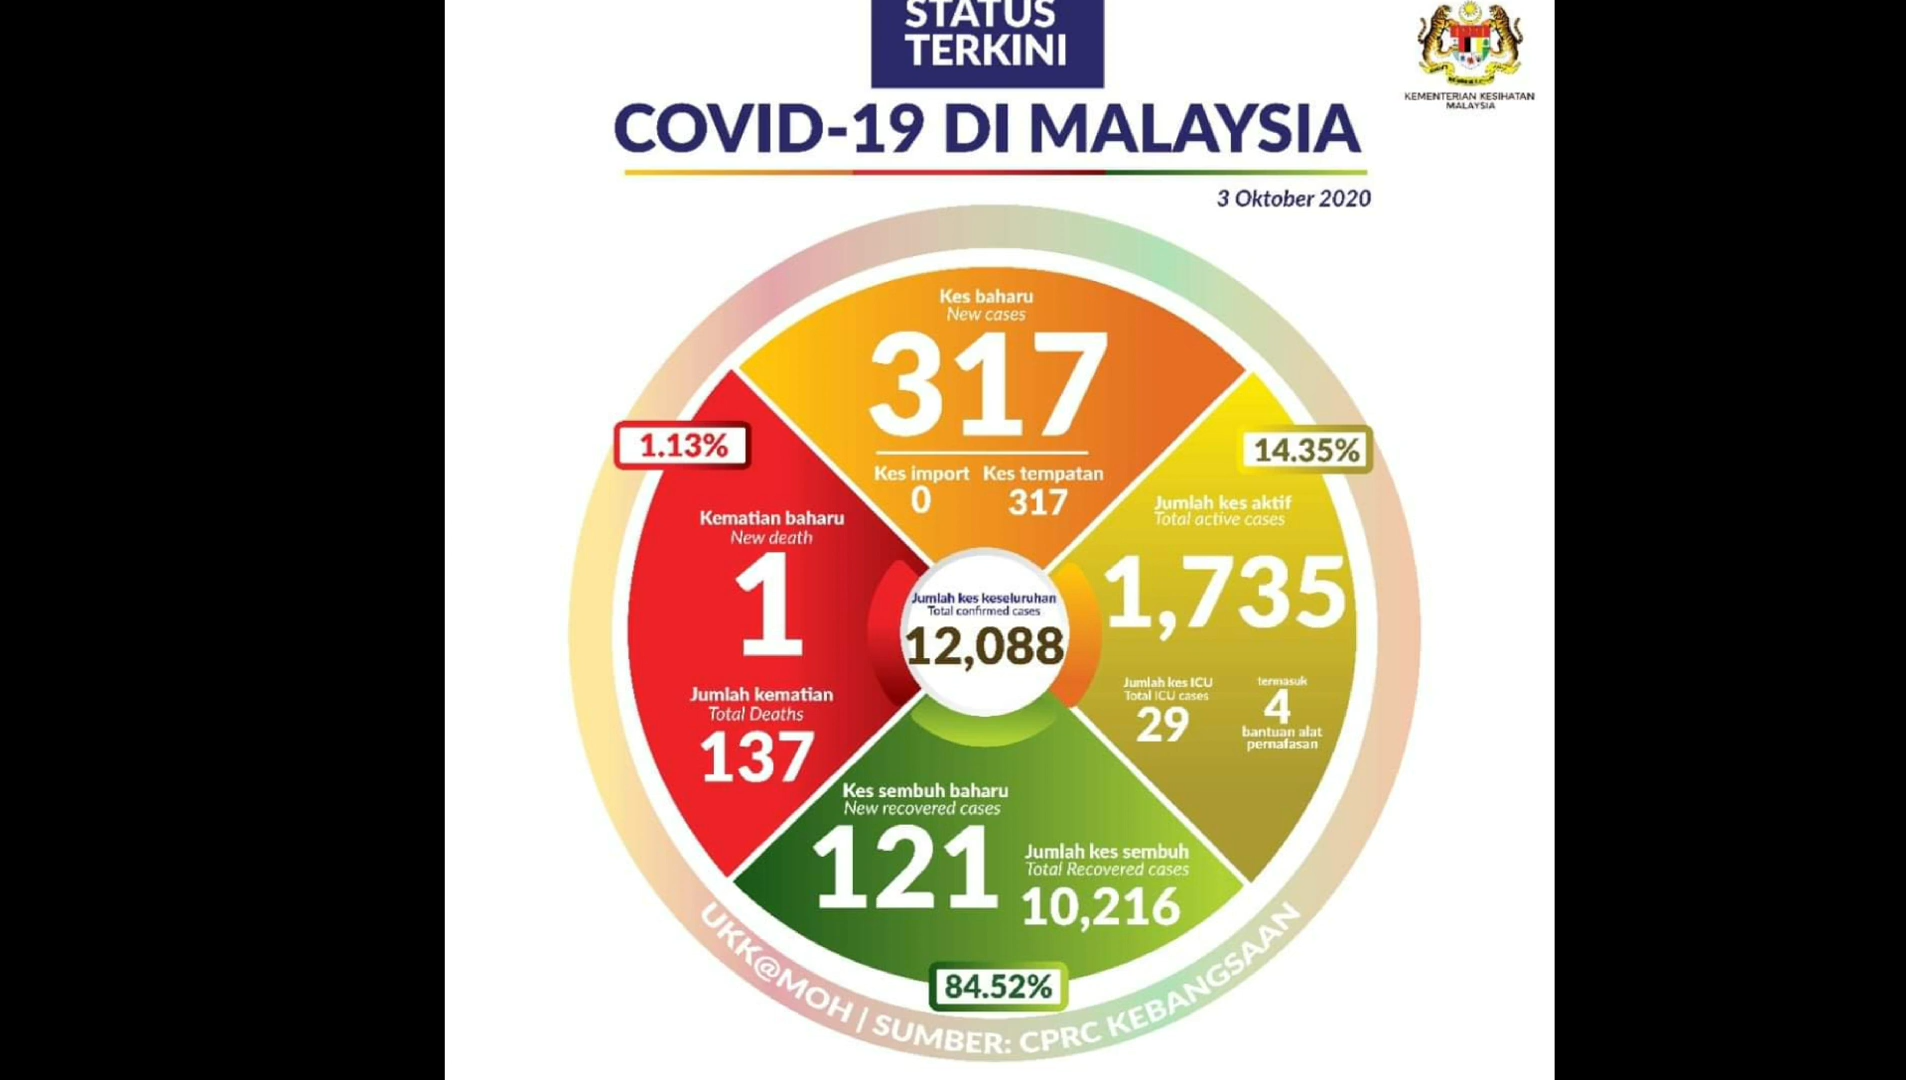 STATUS
TERKINI
KEMENTERIAN KESIHATAN
MALAYSIA
COVID-19 DI MALAYSIA
3 Oktober 2020
Kes baharu
New cases
317
Kes import Kes tempatan
0 317
1.13%
Kematian baharu
New death
1
Jumlah kematian
Total Deaths
137
14.35%
Jumlah kes aktif
Total active cases
1,735
Jumlah kes ICU
Total ICU cases
29
termasuk
4
bantuan alat
pernafasan
Jumlah kes keseluruhan
Total confirmed cases
12,088
Kes sembuh baharu
New recovered cases
121
Jumlah kes sembuh
Total Recovered cases
10,216
84.52%
UKK@MOH | SUMBER: CPRC KEBANGSAAN